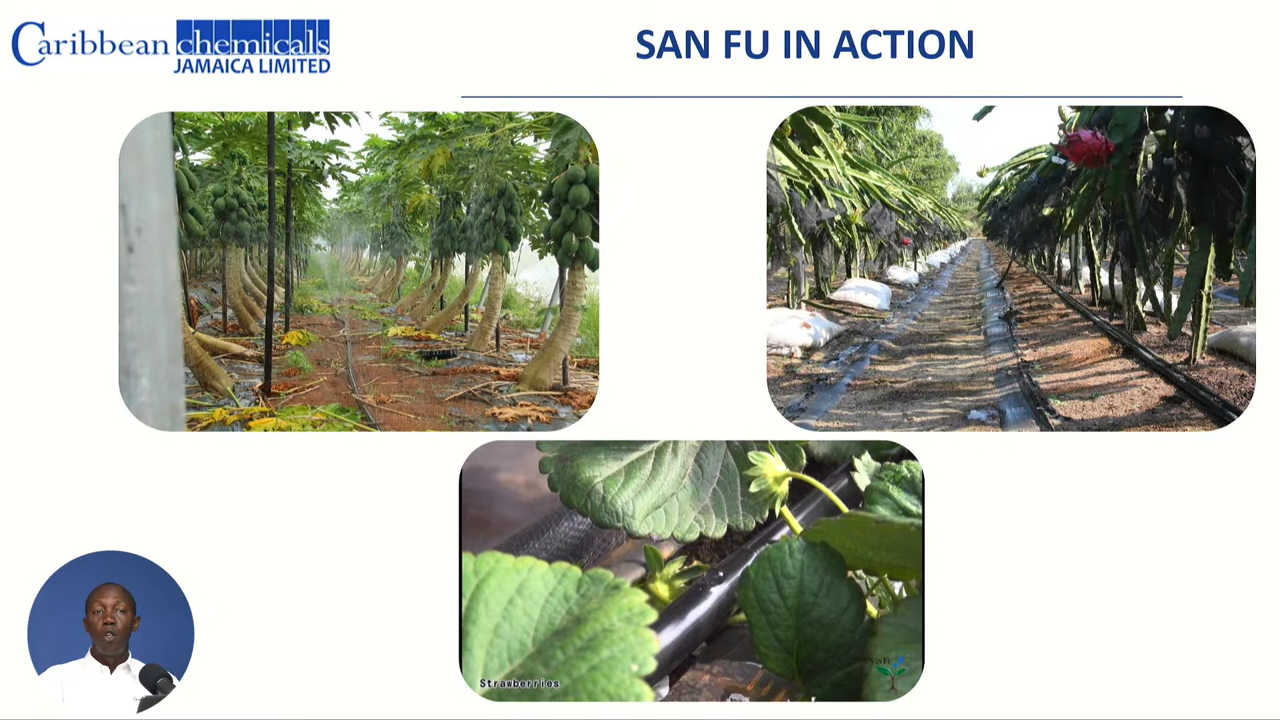 Caribbean chemicals
JAMAICA LIMITED
SAN FU IN ACTION
Strawberries